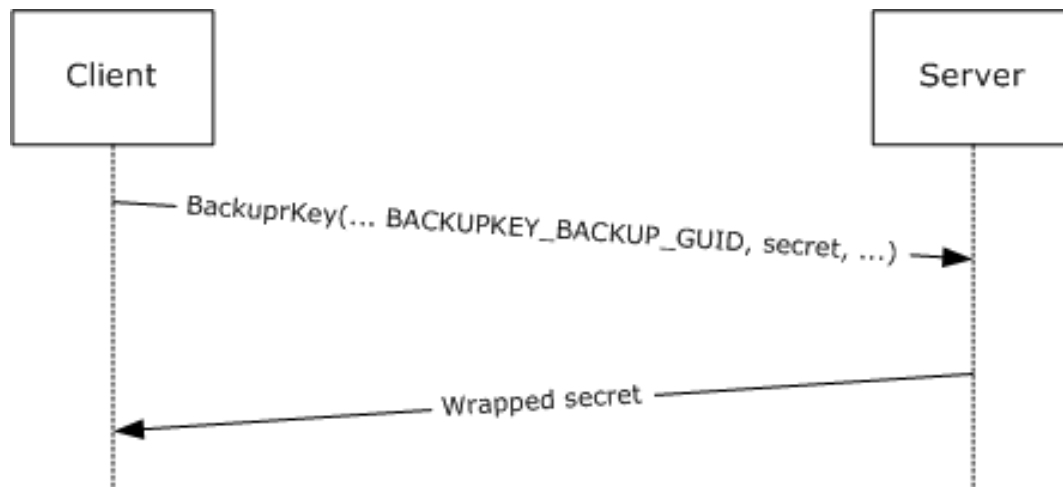 Client
Server
BackuprKey(... BACKUPKEY_BACKUP_GUID, secret, ...)
Wrapped secret